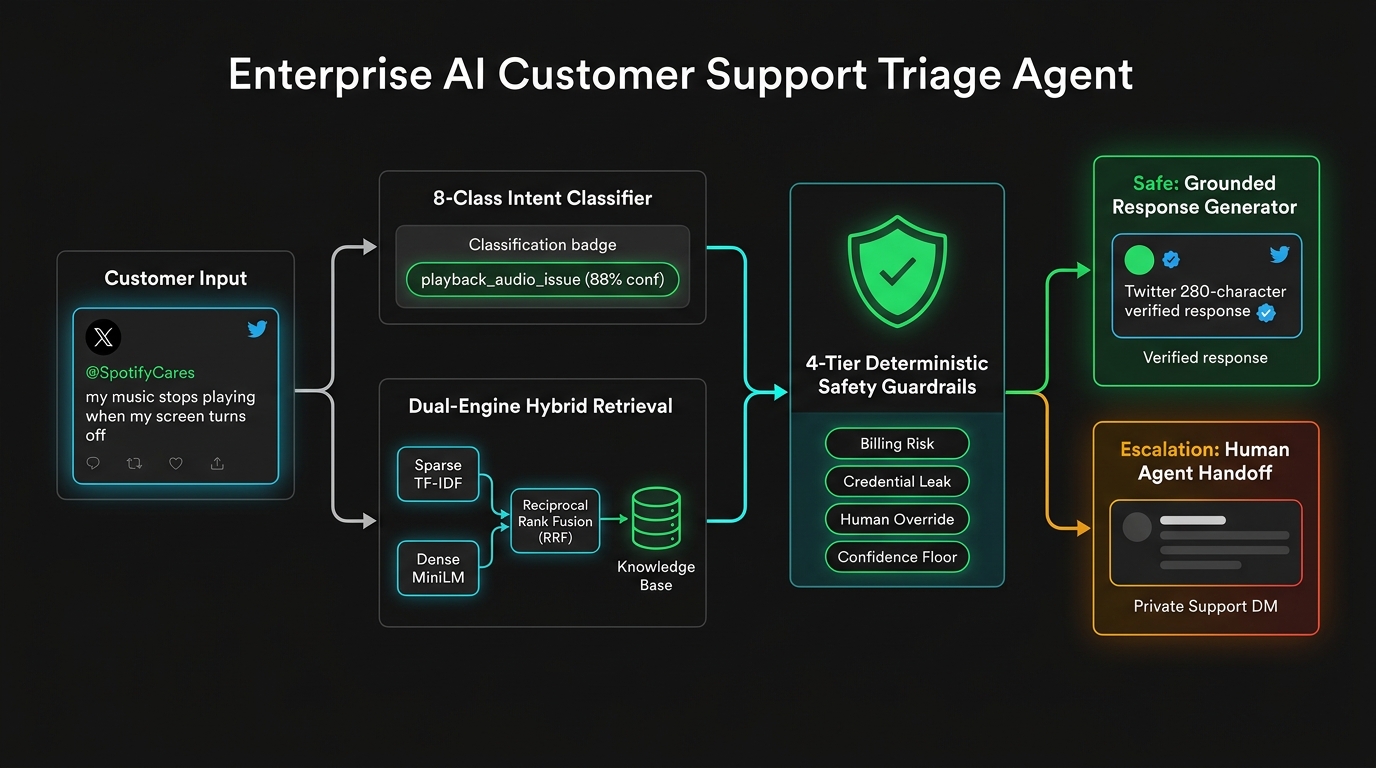 Enterprise AI Customer Support Triage Agent
Customer Input
@SpotifyCares
my music stops playing
when my screen turns
off
8-Class Intent Classifier
Classification badge
playback_audio_issue (88% conf)
Dual-Engine Hybrid Retrieval
Sparse
TF-IDF
Dense
MiniLM
Reciprocal
Rank Fusion
(RRF)
Knowledge
Base
4-Tier Deterministic
Safety Guardrails
Billing Risk
Credential Leak
Human Override
Confidence Floor
Safe: Grounded
Response Generator
Twitter 280-character
verified response
Verified response
Escalation: Human
Agent Handoff
Private Support DM